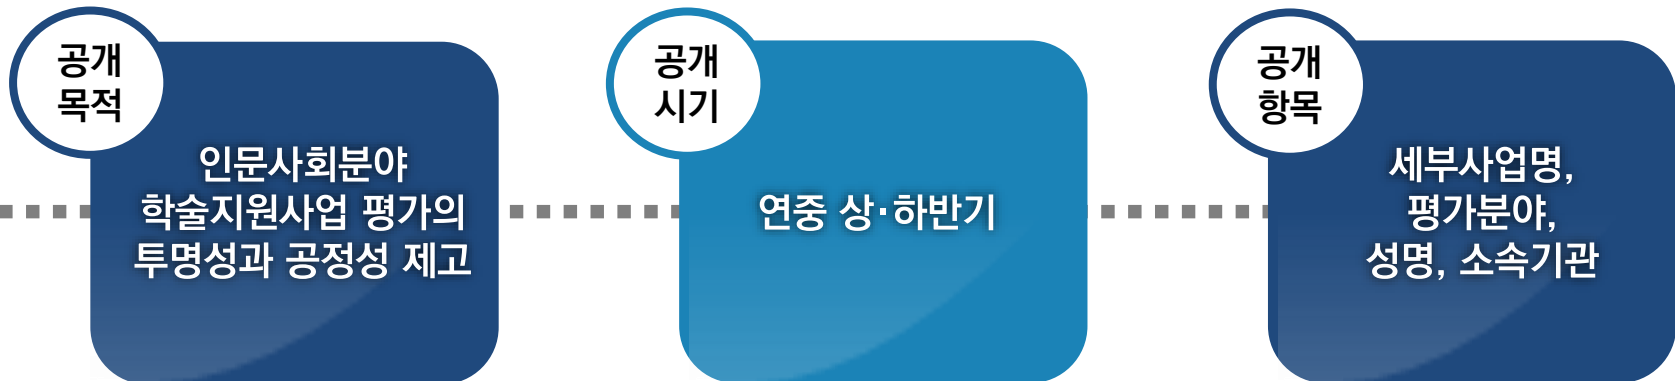 공개
목적
인문사회분야
학술지원사업 평가의
투명성과 공정성 제고
공개
시기
연중 상·하반기
공개
항목
세부사업명,
평가분야,
성명, 소속기관